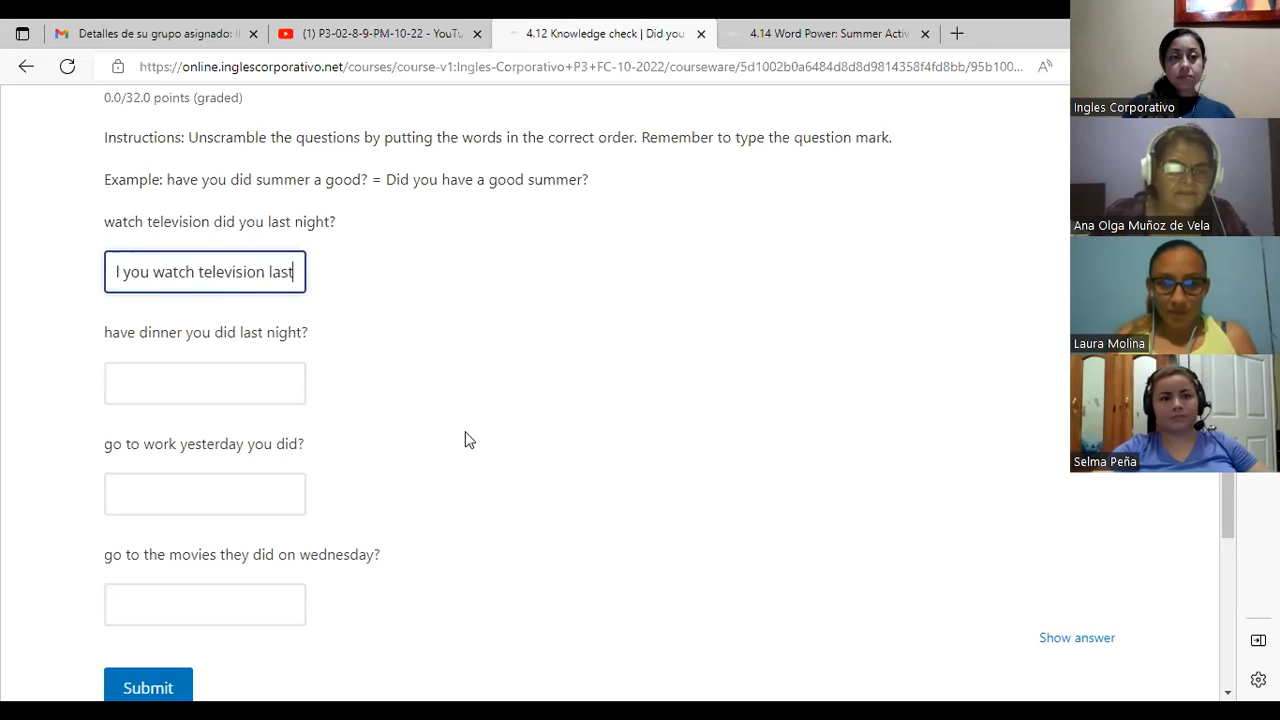 Detalles de su grupo asignado: II
(1) P3-02-8-9-PM-10-22 - YouTu
4.12 Knowledge check | Did you
4.14 Word Power: Summer Activ
https://online.inglescorporativo.net/courses/course-v1:Ingles-Corporativo+P3+FC-10-2022/courseware/5d1002b0a6484d8d8d9814358f4fd8bb/95b100...
0.0/32.0 points (graded)
Instructions: Unscramble the questions by putting the words in the correct order. Remember to type the question mark.
Example: have you did summer a good? = Did you have a good summer?
watch television did you last night?
l you watch television last
have dinner you did last night?
go to work yesterday you did?
go to the movies they did on wednesday?
Show answer
Submit
Ingles Corporativo
Ana Olga Muñoz de Vela
Laura Molina
Selma Peña